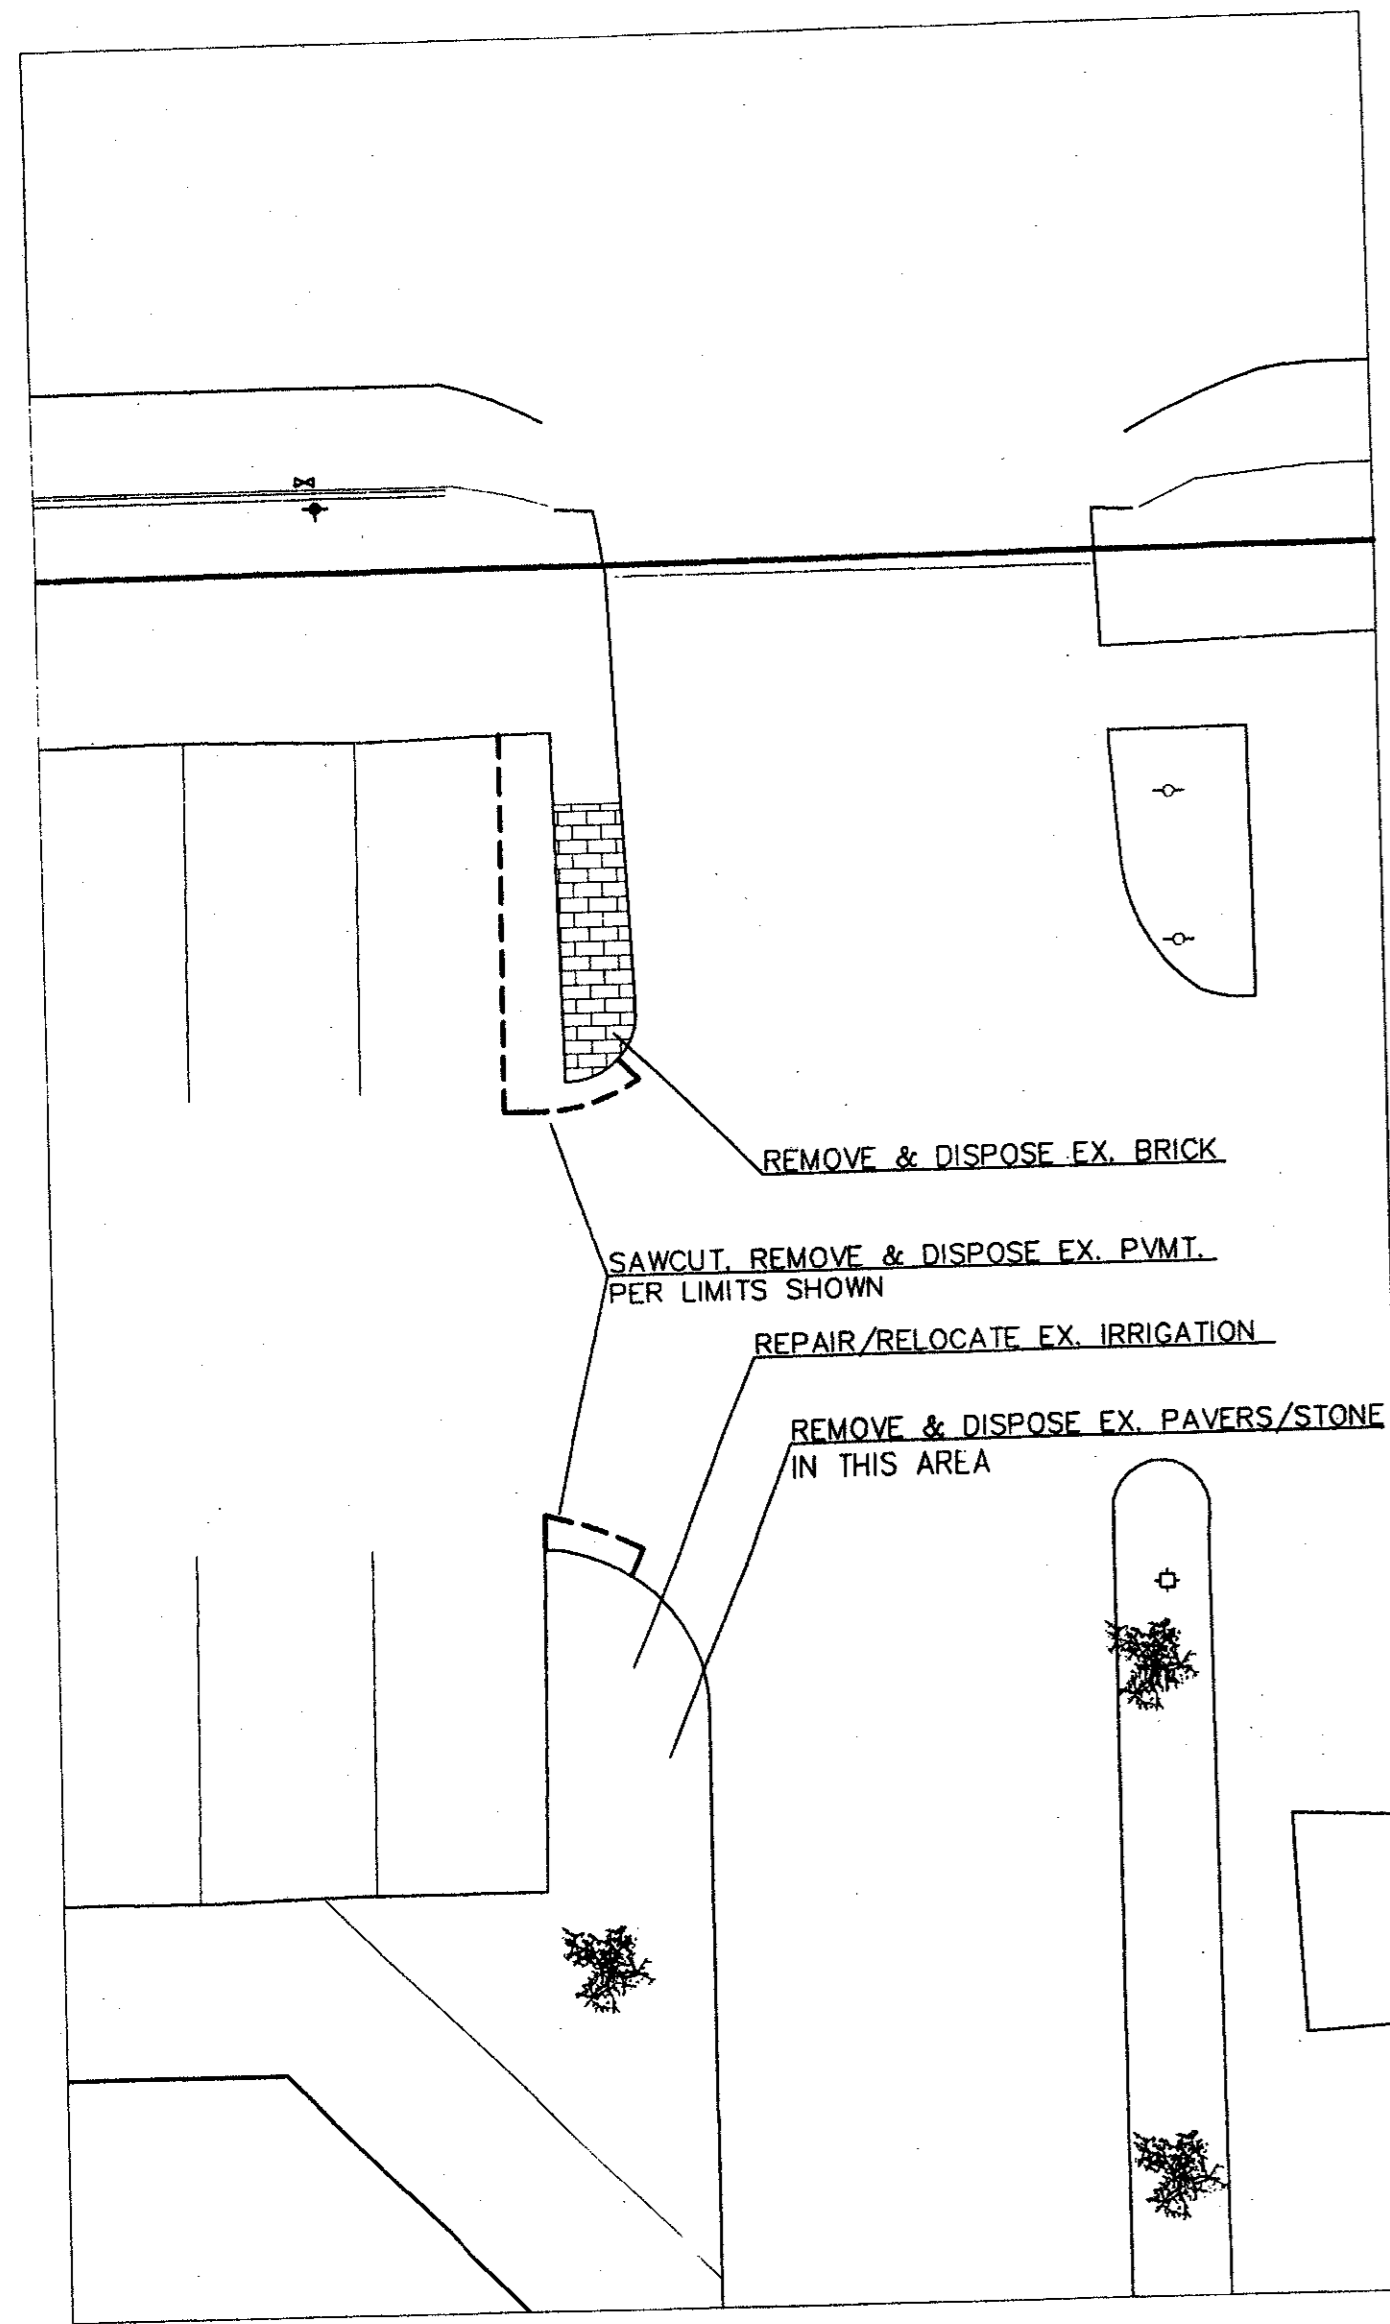 REMOVE & DISPOSE EX. BRICK
SAWCUT, REMOVE & DISPOSE EX. PVMT.
PER LIMITS SHOWN
REPAIR/RELOCATE EX. IRRIGATION
REMOVE & DISPOSE EX. PAVERS/STONE
IN THIS AREA